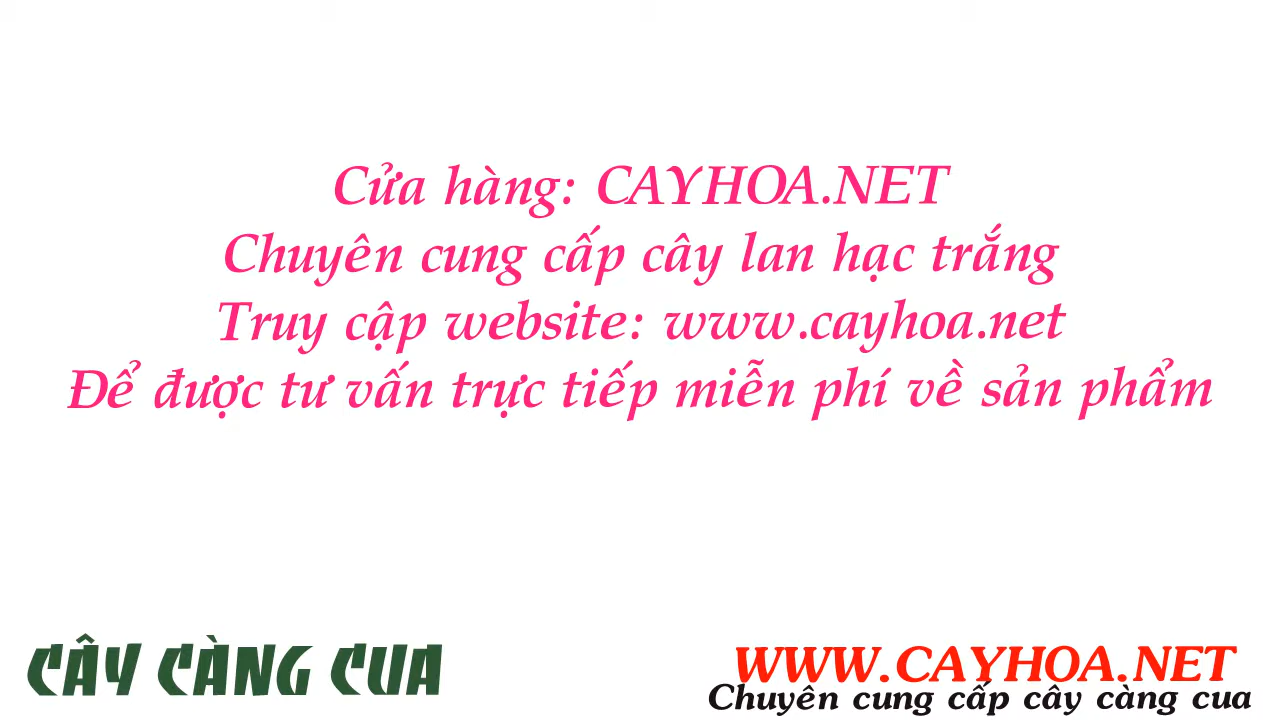 Cửa hàng: CAYHOA.NET
Chuyên cung cấp cây lan hạc trắng
Truy cập website: www.cayhoa.net
Để được tư vấn trực tiếp miễn phí về sản phẩm
CÂY CÀNG CUA
WWW.CAYHOA.NET
Chuyên cung cấp cây càng cua